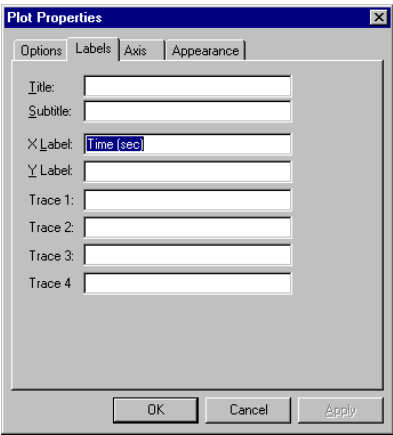 Plot Properties
Options Labels Axis Appearance
Title:
Subtitle:
X Label: Time (sec)
Y Label:
Trace 1:
Trace 2:
Trace 3:
Trace 4
OK Cancel Apply